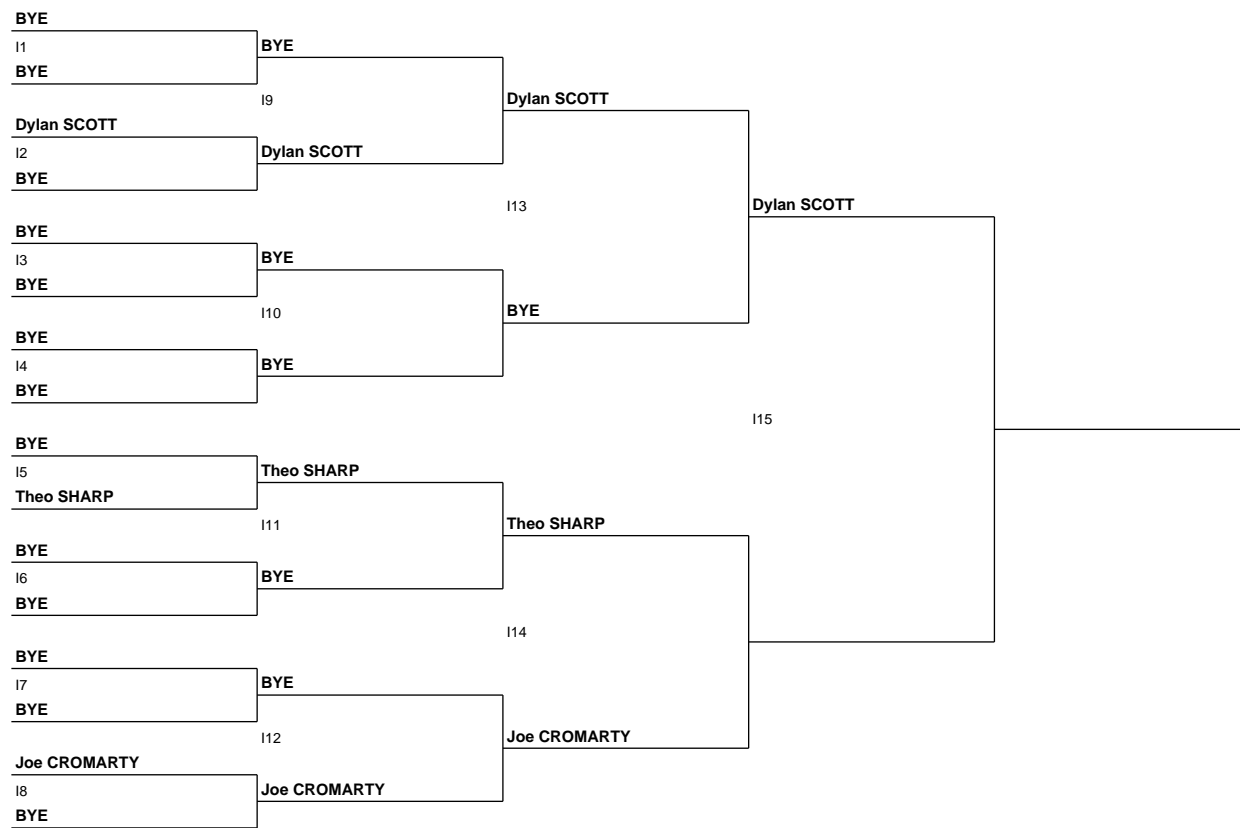 BYE
I1
BYE
BYE
I9
Dylan SCOTT
Dylan SCOTT
I2
Dylan SCOTT
BYE
I13
Dylan SCOTT
BYE
I3
BYE
BYE
I10
BYE
BYE
I4
BYE
BYE
I15
BYE
I5
Theo SHARP
Theo SHARP
I11
Theo SHARP
BYE
I6
BYE
BYE
I14
BYE
I7
BYE
BYE
I12
Joe CROMARTY
Joe CROMARTY
I8
Joe CROMARTY
BYE